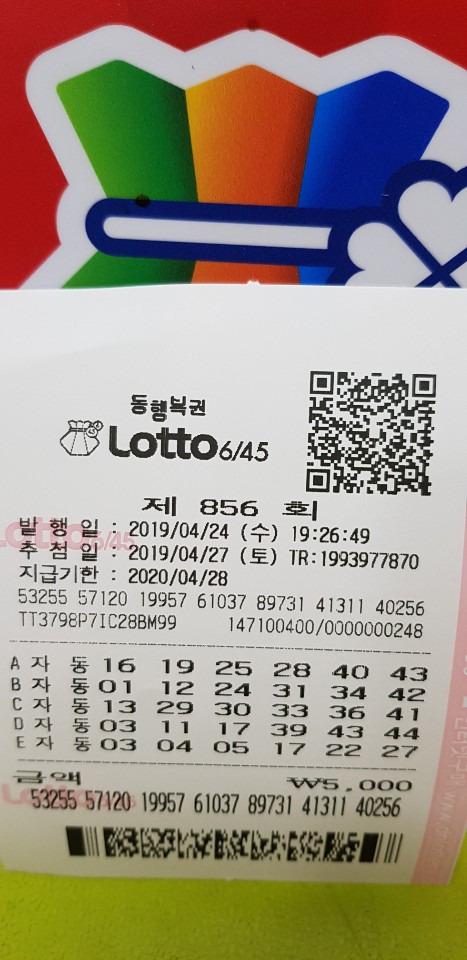 동행복권
Lotto 6/45
제 856 회
발 행 일 : 2019/04/24 (수) 19:26:49
추 첨 일 : 2019/04/27 (토) TR:1993977870
지급기한 : 2020/04/28
53255 57120 19957 61037 89731 41311 40256
TT3798P7IC28BM99 147100400/0000000248
A 자 동 16 19 25 28 40 43
B 자 동 01 12 24 31 34 42
C 자 동 13 29 30 33 36 41
D 자 동 03 11 17 39 43 44
E 자 동 03 04 05 17 22 27
금액 ₩5,000
53255 57120 19957 61037 89731 41311 40256